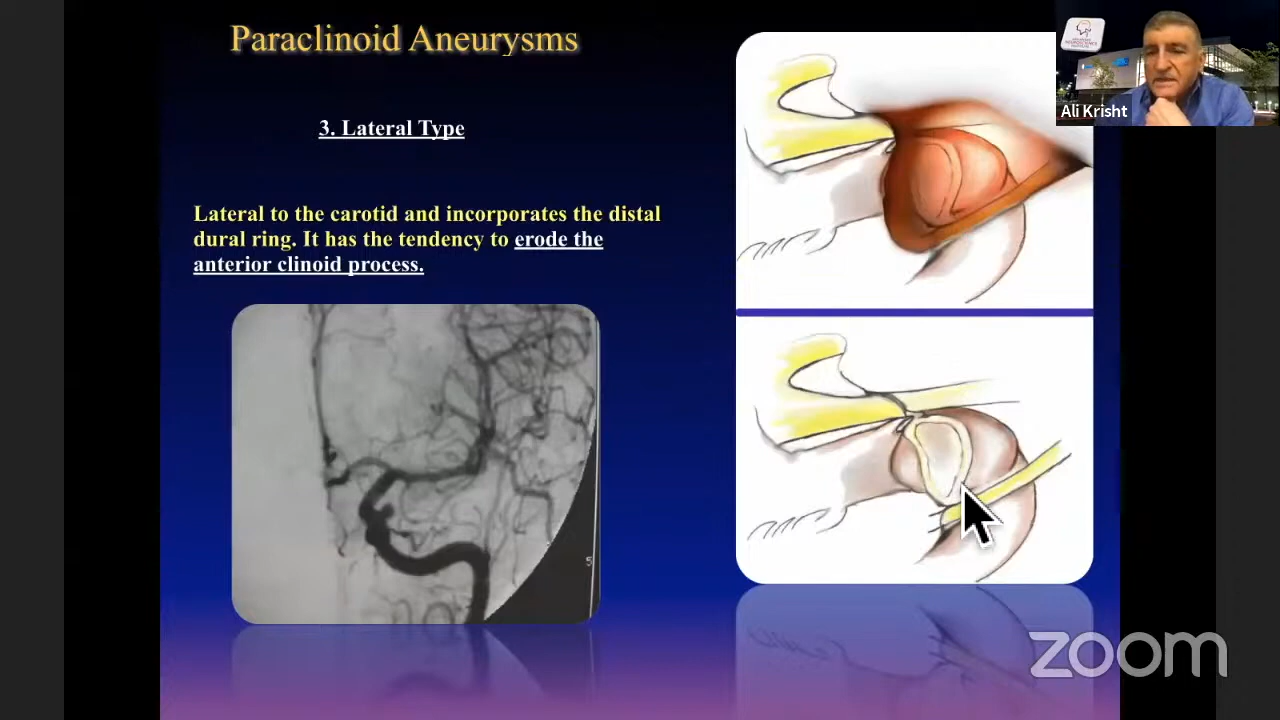 Paraclinoid Aneurysms
3. Lateral Type
Lateral to the carotid and incorporates the distal
dural ring. It has the tendency to erode the
anterior clinoid process.
5
Ali Krisht
zoom